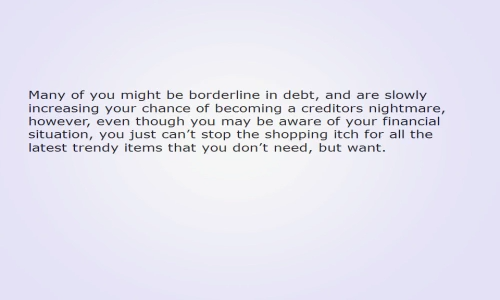 Many of you might be borderline in debt, and are slowly
increasing your chance of becoming a creditors nightmare,
however, even though you may be aware of your financial
situation, you just can’t stop the shopping itch for all the
latest trendy items that you don’t need, but want.